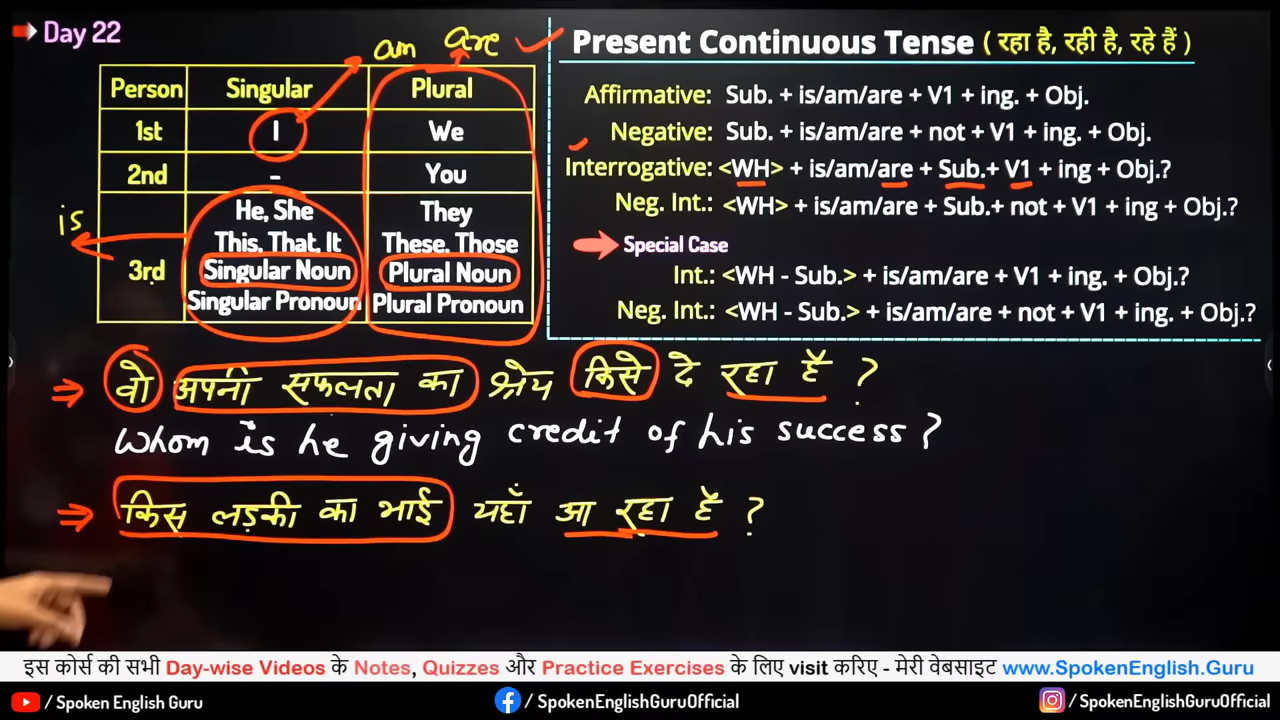 Day 22
am are
Person Singular Plural
1st I We
2nd - You
is
3rd
He, She They
This, That, It These, Those
Singular Noun Plural Noun
Singular Pronoun Plural Pronoun
Present Continuous Tense ( रहा है, रही है, रहे हैं )
Affirmative: Sub. + is/am/are + V1 + ing. + Obj.
Negative: Sub. + is/am/are + not + V1 + ing. + Obj.
Interrogative: <WH> + is/am/are + Sub.+ V1 + ing + Obj.?
Neg. Int.: <WH> + is/am/are + Sub.+ not + V1 + ing + Obj.?
Special Case
Int.: <WH - Sub.> + is/am/are + V1 + ing. + Obj.?
Neg. Int.: <WH - Sub.> + is/am/are + not + V1 + ing. + Obj.?
⇒ वो अपनी सफलता का श्रेय किसे दे रहा है ?
Whom is he giving credit of his success?
⇒ किस लड़की का भाई यहाँ आ रहा है ?
इस कोर्स की सभी Day-wise Videos के Notes, Quizzes और Practice Exercises के लिए visit करिए - मेरी वेबसाइट www.SpokenEnglish.Guru
/ Spoken English Guru / SpokenEnglishGuruOfficial / SpokenEnglishGuruOfficial